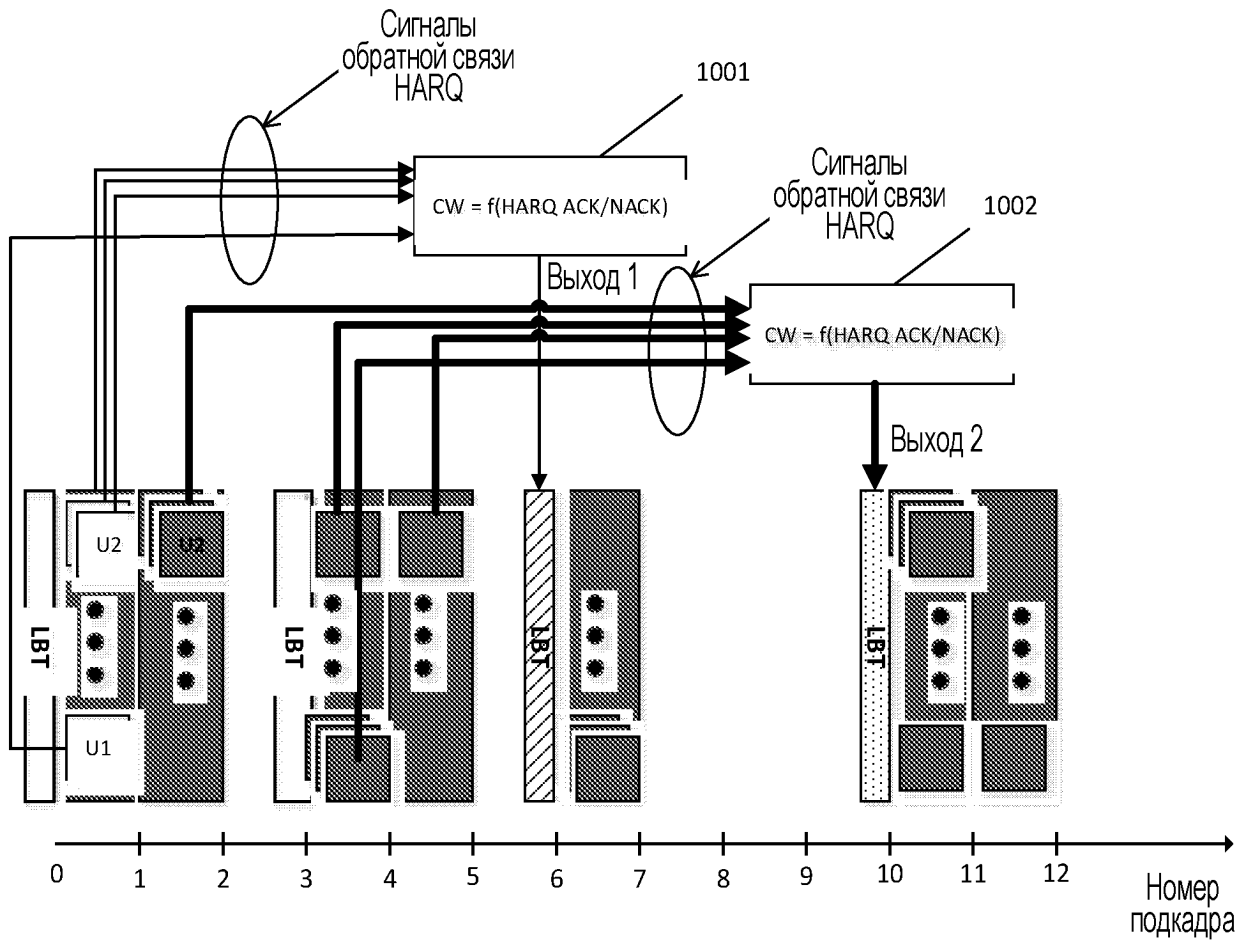 Сигналы
обратной связи
HARQ
1001
CW = f(HARQ ACK/NACK)
Сигналы
обратной связи
HARQ
1002
CW = f(HARQ ACK/NACK)
Выход 1
Выход 2
U2
U2
LBT
LBT
LBT
LBT
U1
0 1 2 3 4 5 6 7 8 9 10 11 12
Номер
подкадра